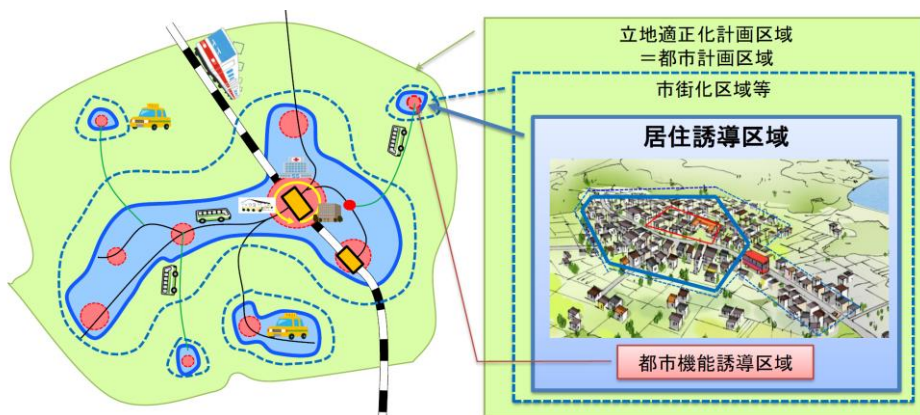 立地適正化計画区域
＝都市計画区域
市街化区域等
居住誘導区域
都市機能誘導区域